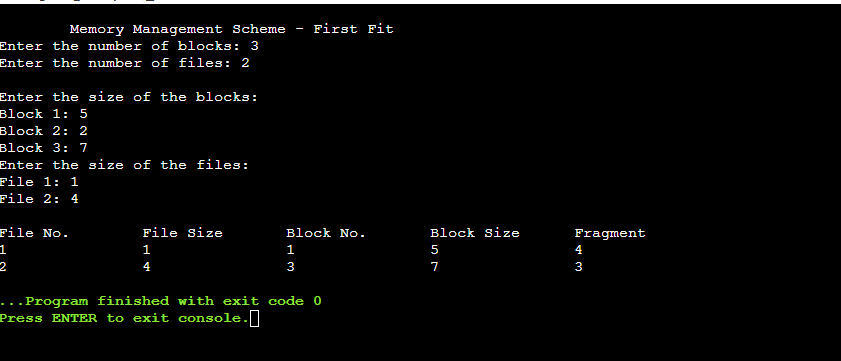 Memory Management Scheme - First Fit
Enter the number of blocks: 3
Enter the number of files: 2
Enter the size of the blocks:
Block 1: 5
Block 2: 2
Block 3: 7
Enter the size of the files:
File 1: 1
File 2: 4
File No. File Size Block No. Block Size Fragment
1 1 1 5 4
2 4 3 7 3
...Program finished with exit code 0
Press ENTER to exit console.